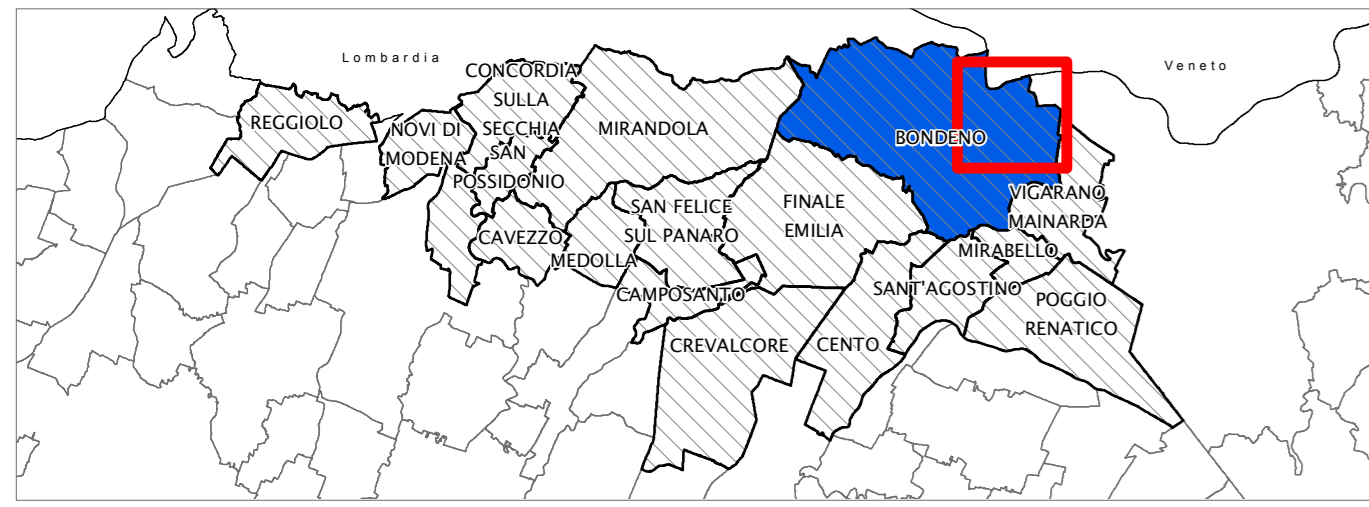 Lombardia
Veneto
CONCORDIA
SULLA
SECCHIA
REGGIOLO
NOVI DI
MODENA
SAN
POSSIDONIO
MIRANDOLA
BONDENO
VIGARANO
MAINARDA
SAN FELICE
SUL PANARO
FINALE
EMILIA
CAVEZZO
MEDOLLA
MIRABELLO
CAMPOSANTO
SANT'AGOSTINO
POGGIO
RENATICO
CREVALCORE
CENTO